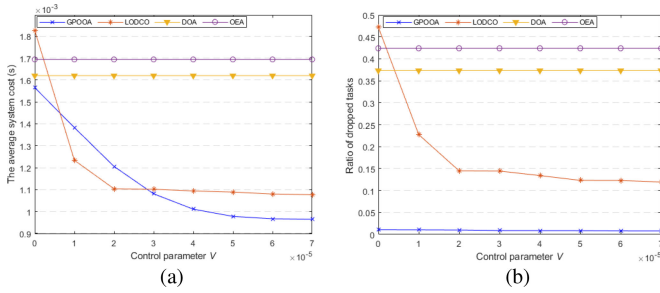 ×10⁻³
GPOOA LODCO DOA OEA
1.8
1.7
1.6
1.5
1.4
1.3
1.2
1.1
1
0.9
The average system cost (s)
0 1 2 3 4 5 6 7
Control parameter V ×10⁻⁵
(a)
0.5
GPOOA LODCO DOA OEA
0.45
0.4
0.35
0.3
0.25
0.2
0.15
0.1
0.05
0
Ratio of dropped tasks
0 1 2 3 4 5 6 7
Control parameter V ×10⁻⁵
(b)